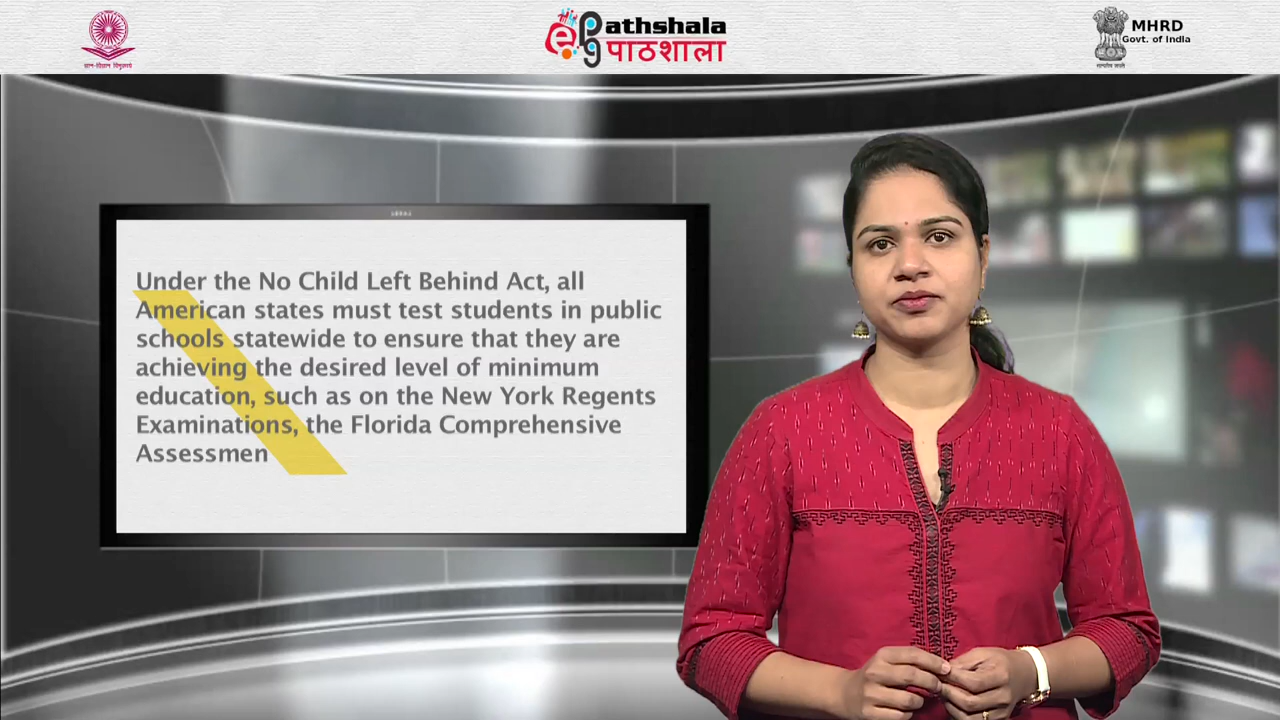 Pathshala
पाठशाला
MHRD
Govt. of India
Under the No Child Left Behind Act, all
American states must test students in public
schools statewide to ensure that they are
achieving the desired level of minimum
education, such as on the New York Regents
Examinations, the Florida Comprehensive
Assessmen